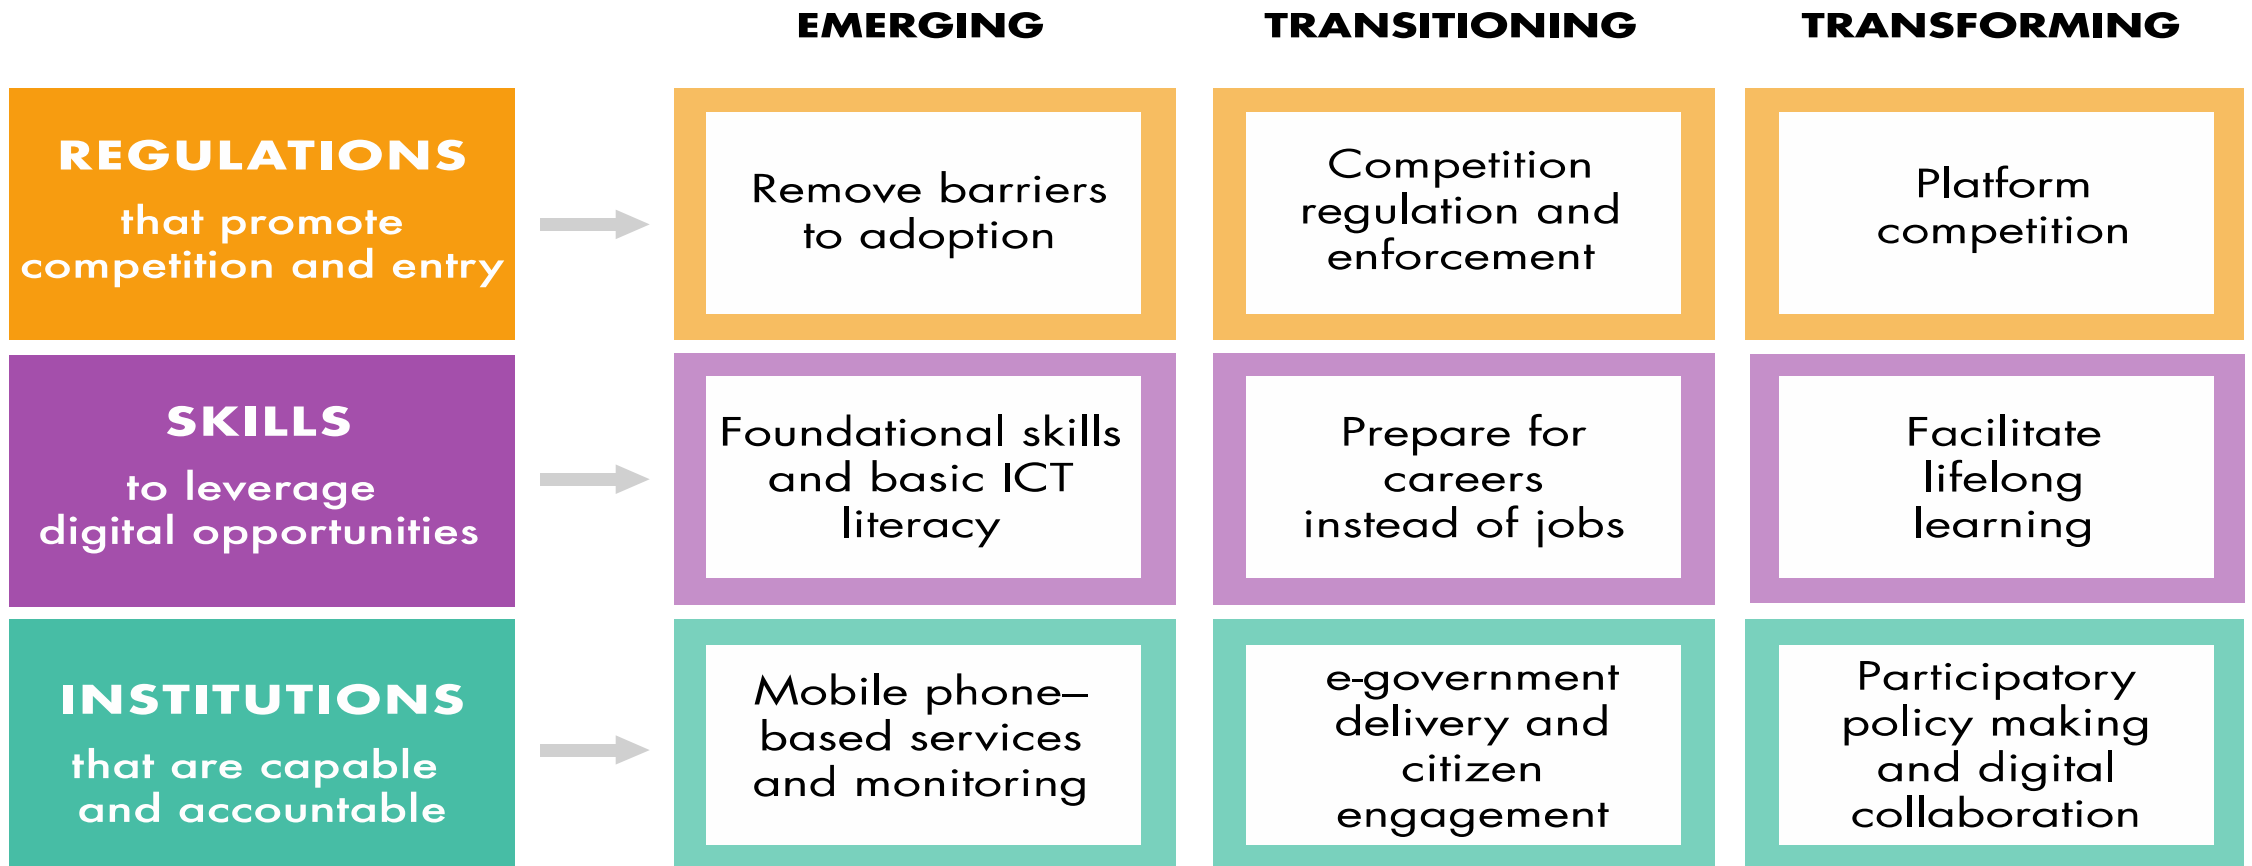 EMERGING
TRANSITIONING
TRANSFORMING
REGULATIONS
that promote
competition and entry
Remove barriers
to adoption
Competition
regulation and
enforcement
Platform
competition
SKILLS
to leverage
digital opportunities
Foundational skills
and basic ICT
literacy
Prepare for
careers
instead of jobs
Facilitate
lifelong
learning
INSTITUTIONS
that are capable
and accountable
Mobile phone–
based services
and monitoring
e-government
delivery and
citizen
engagement
Participatory
policy making
and digital
collaboration